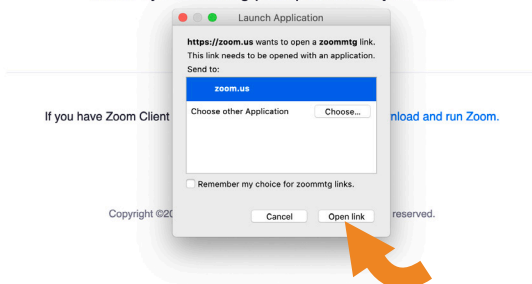 Launch Application
https://zoom.us wants to open a zoommtg link.
This link needs to be opened with an application.
Send to:
zoom.us
Choose other Application Choose...
If you have Zoom Client nload and run Zoom.
Remember my choice for zoommtg links.
Copyright ©20 reserved.
Cancel Open link